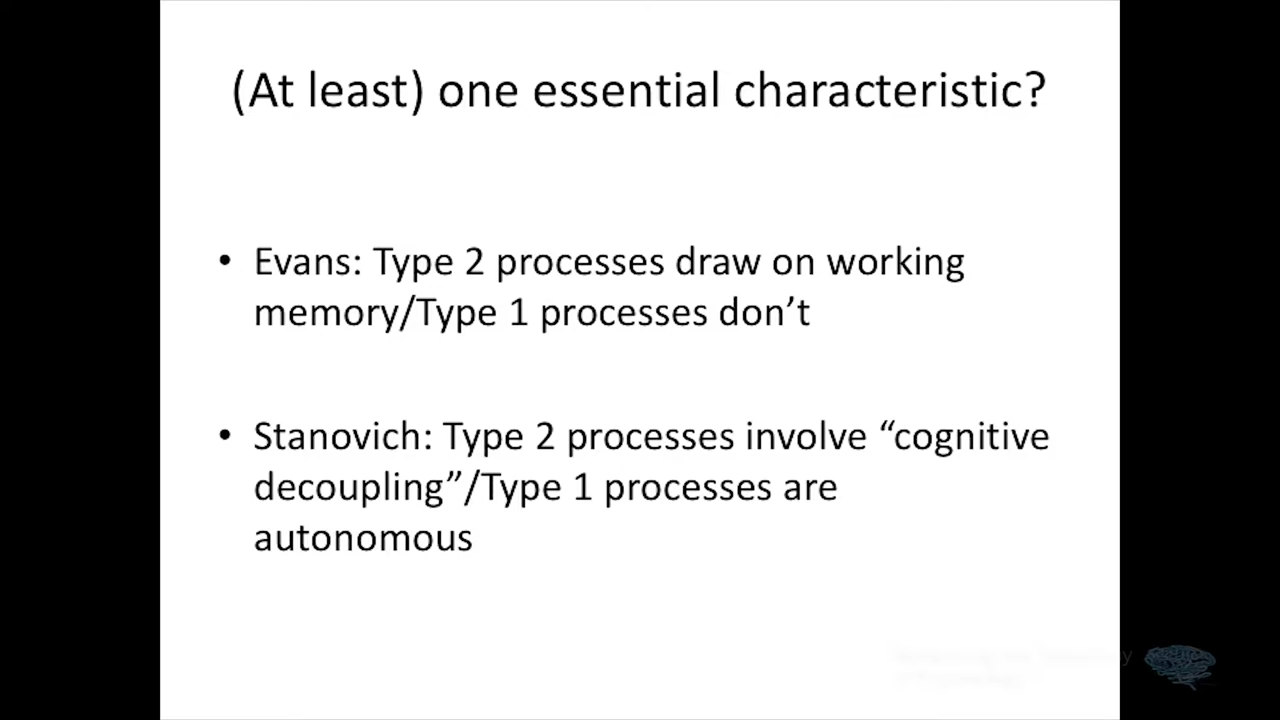 (At least) one essential characteristic?
• Evans: Type 2 processes draw on working
memory/Type 1 processes don’t
• Stanovich: Type 2 processes involve “cognitive
decoupling”/Type 1 processes are
autonomous